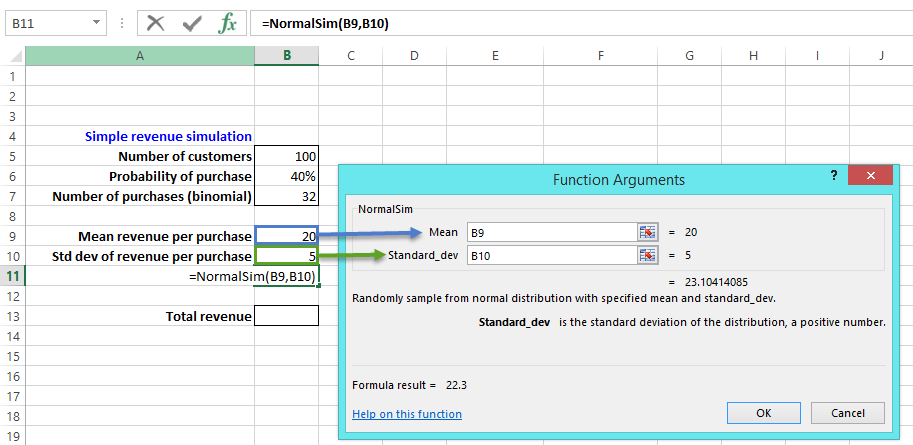 B11 fx =NormalSim(B9,B10)
A B C D E F G H I J
1
2
3
4 Simple revenue simulation
5 Number of customers 100
6 Probability of purchase 40%
7 Number of purchases (binomial) 32
8
9 Mean revenue per purchase 20
10 Std dev of revenue per purchase 5
11 =NormalSim(B9,B10)
12
13 Total revenue
14
15
16
17
18
19
Function Arguments ? x
NormalSim
Mean B9 = 20
Standard_dev B10 = 5
= 23.10414085
Randomly sample from normal distribution with specified mean and standard_dev.
Standard_dev is the standard deviation of the distribution, a positive number.
Formula result = 22.3
Help on this function OK Cancel